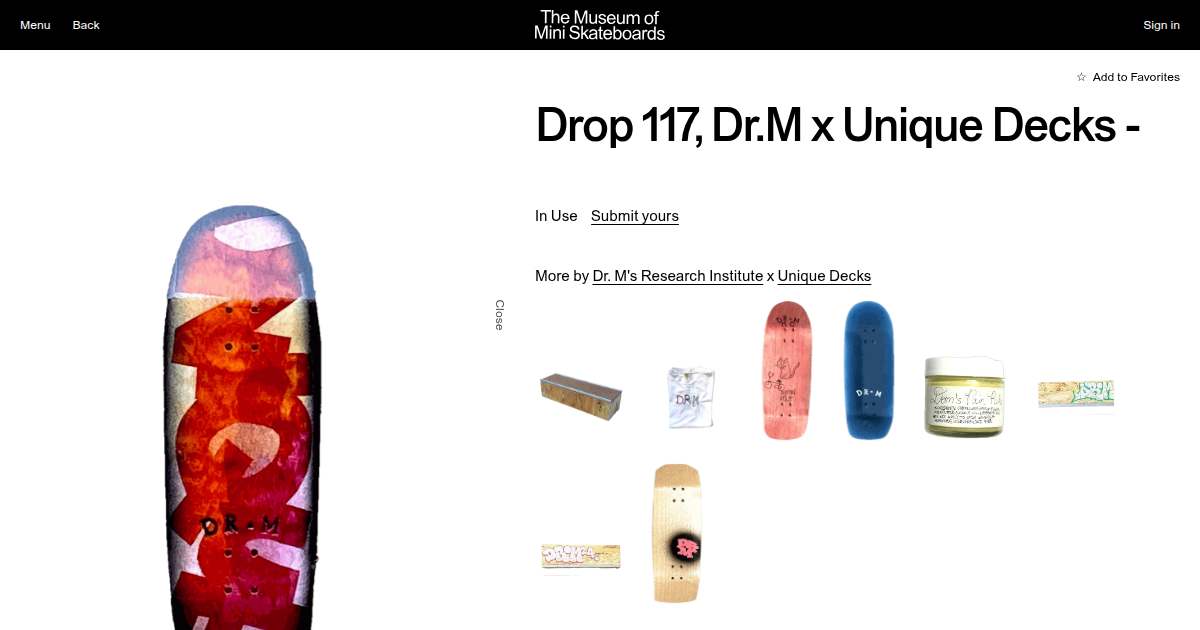 Menu
Back
The Museum of
Mini Skateboards
Sign in
☆ Add to Favorites
Drop 117, Dr.M x Unique Decks -
In Use
Submit yours
More by Dr. M's Research Institute x Unique Decks
Close
DR•M
DR M
DR•M